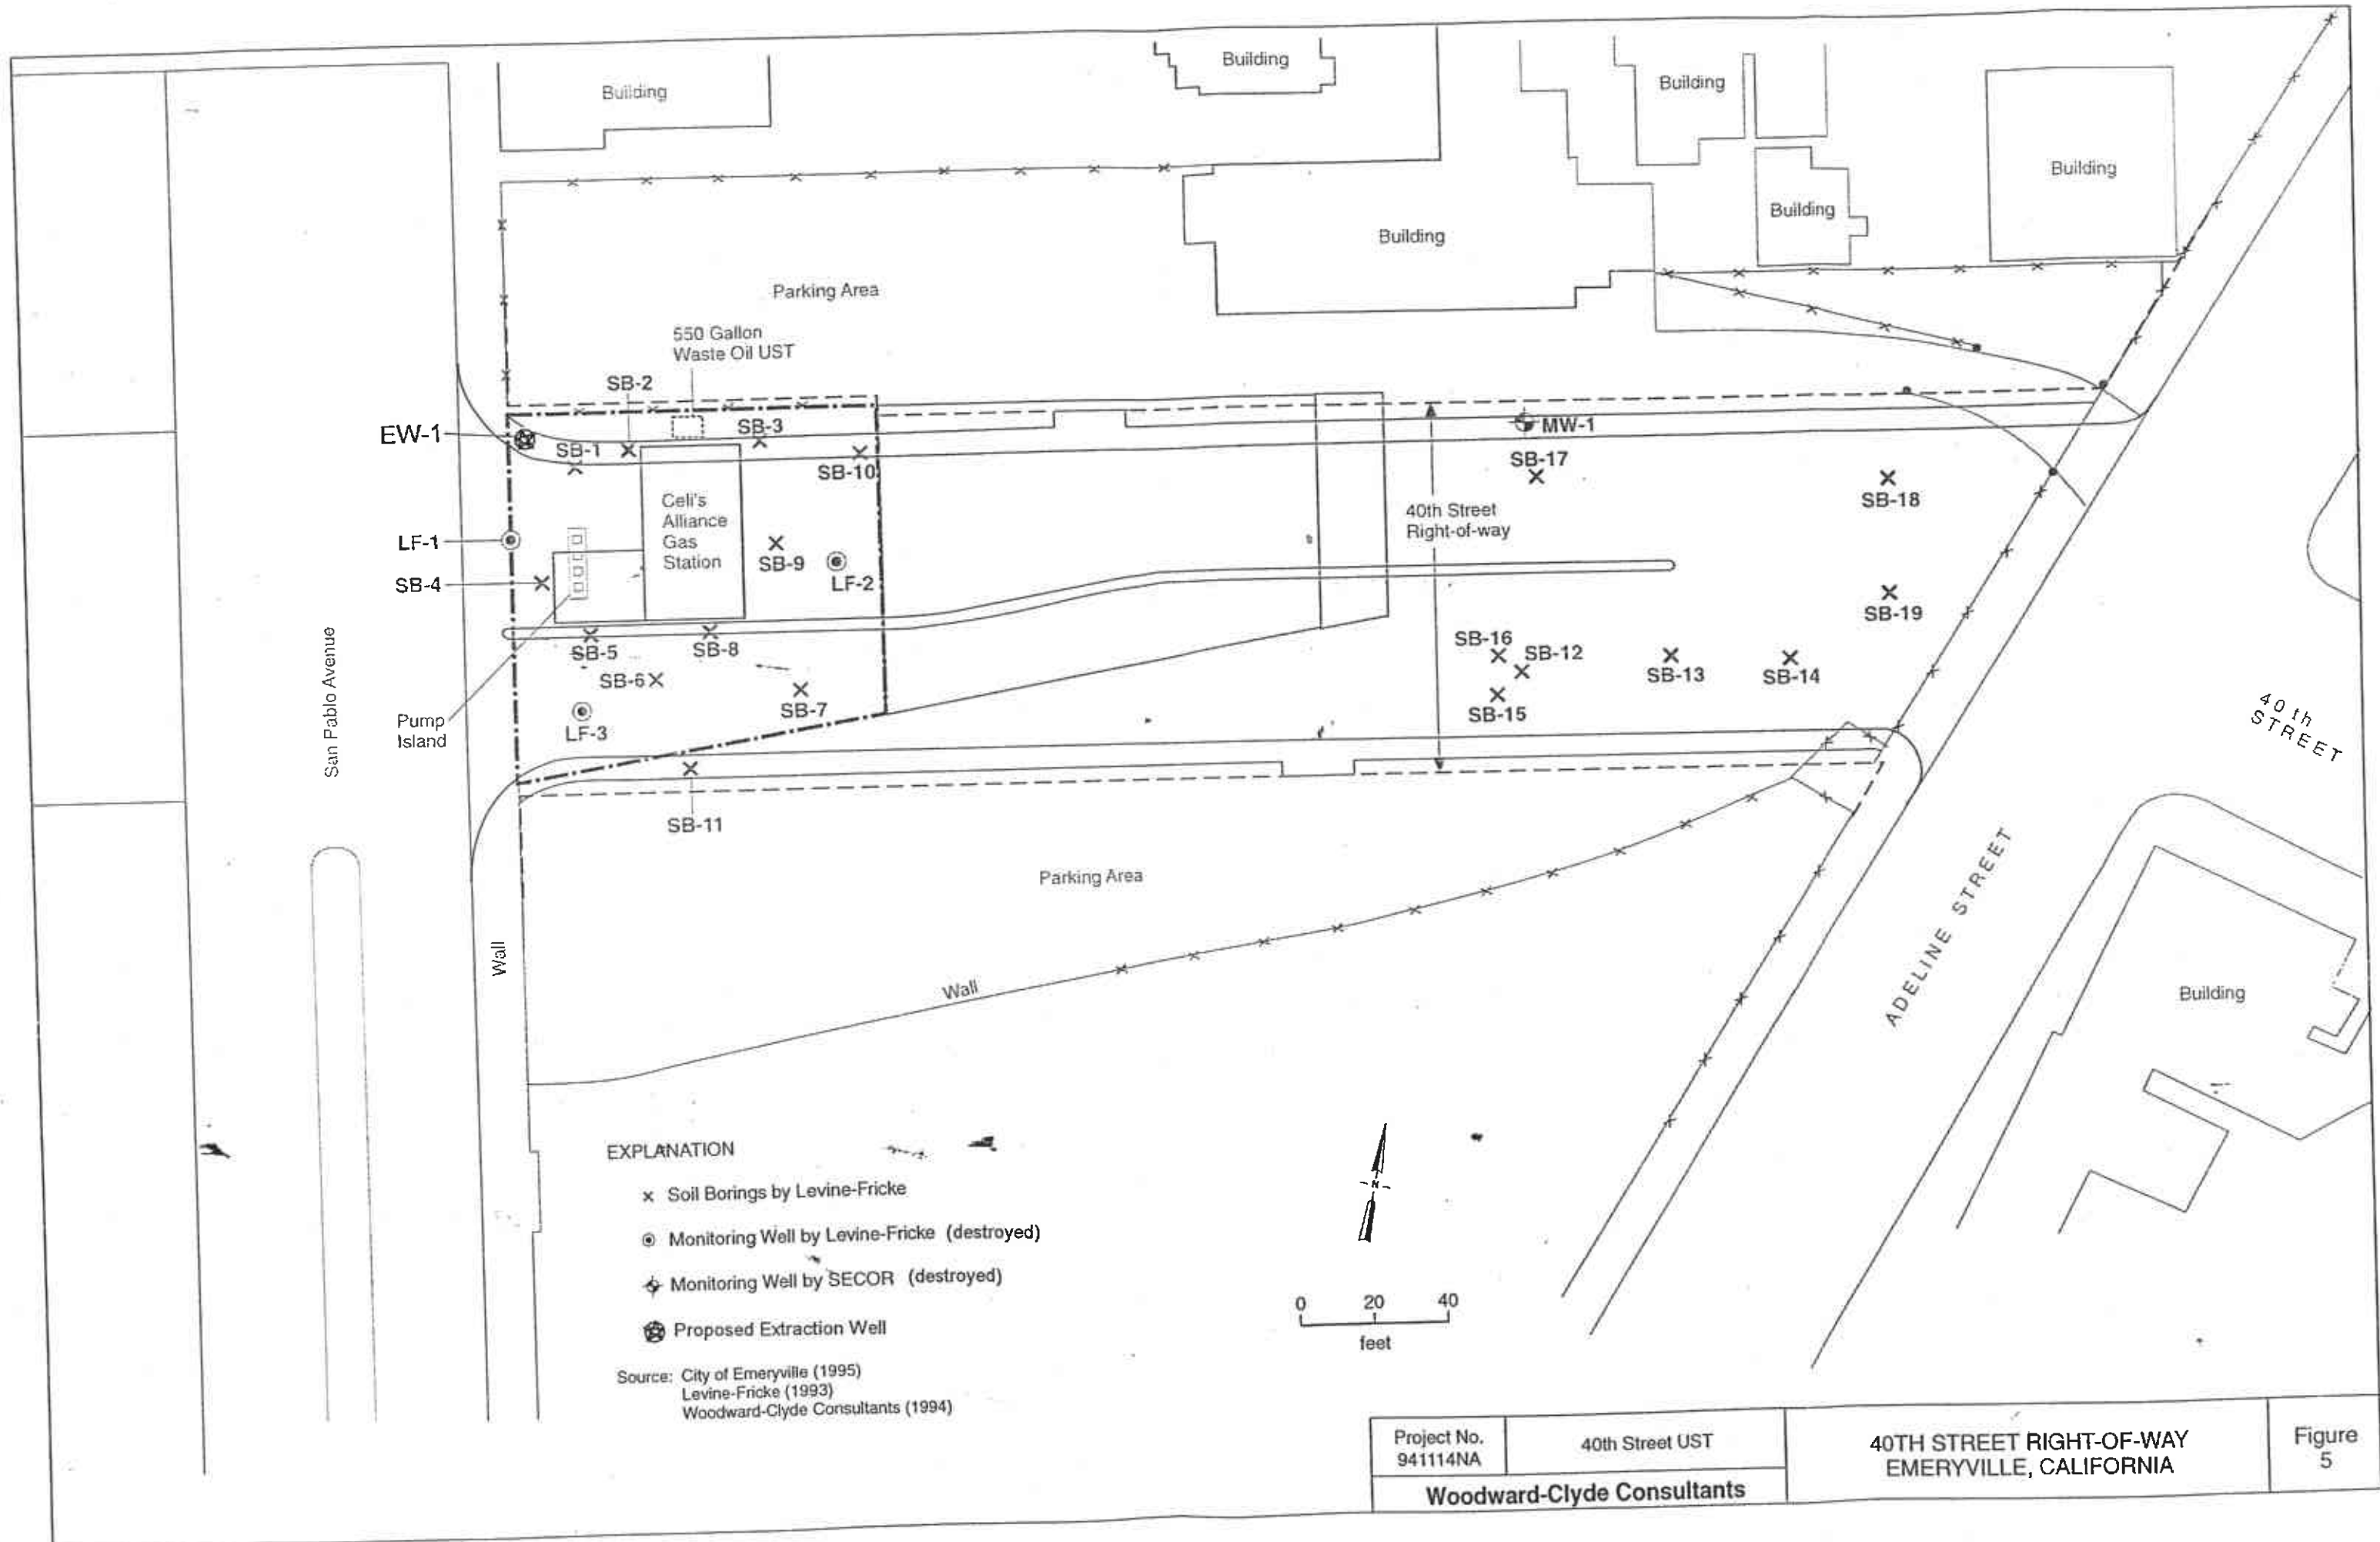 Building
Building
Building
Building
Building
Building
Parking Area
550 Gallon
Waste Oil UST
SB-2
EW-1
SB-1
SB-3
SB-10
MW-1
SB-17
SB-18
Celi's
Alliance
Gas
Station
40th Street
Right-of-way
LF-1
SB-4
SB-9
LF-2
SB-19
SB-5
SB-8
SB-16
SB-12
SB-13
SB-14
SB-6
SB-7
SB-15
LF-3
Pump
Island
San Pablo Avenue
40th
STREET
SB-11
Parking Area
ADELINE STREET
Wall
Wall
Building
EXPLANATION
x Soil Borings by Levine-Fricke
Monitoring Well by Levine-Fricke (destroyed)
Monitoring Well by SECOR (destroyed)
Proposed Extraction Well
Source: City of Emeryville (1995)
Levine-Fricke (1993)
Woodward-Clyde Consultants (1994)
N
0 20 40
feet
Project No.
941114NA
40th Street UST
Woodward-Clyde Consultants
40TH STREET RIGHT-OF-WAY
EMERYVILLE, CALIFORNIA
Figure
5